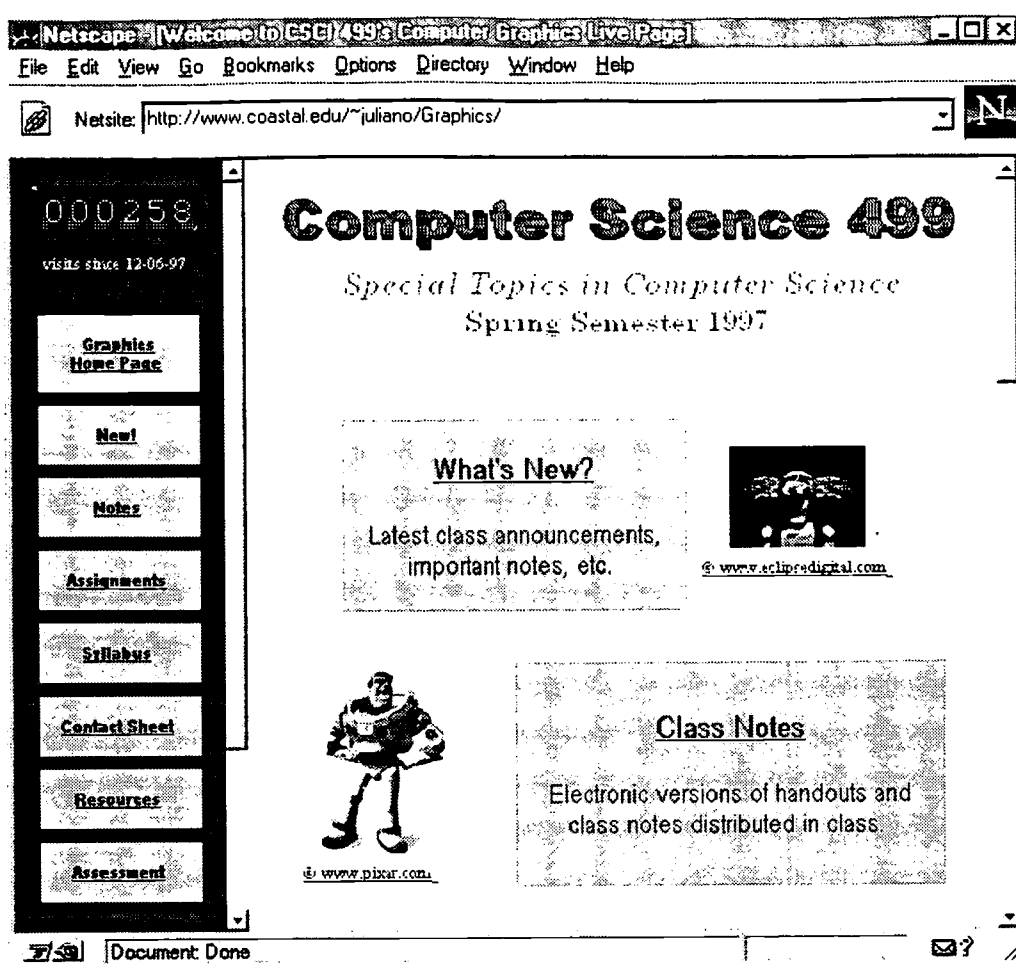 Netscape - [Welcome to CSCI 499's Computer Graphics Live Page]
File Edit View Go Bookmarks Options Directory Window Help
Netsite: http://www.coastal.edu/~juliano/Graphics/
N
000258
visits since 12-06-97
Graphics
Home Page
New!
Notes
Assignments
Syllabus
Contact Sheet
Resources
Assessment
Computer Science 499
Special Topics in Computer Science
Spring Semester 1997
What's New?
Latest class announcements,
important notes, etc.
© www.eclipsedigital.com
© www.pixar.com
Class Notes
Electronic versions of handouts and
class notes distributed in class.
Document: Done